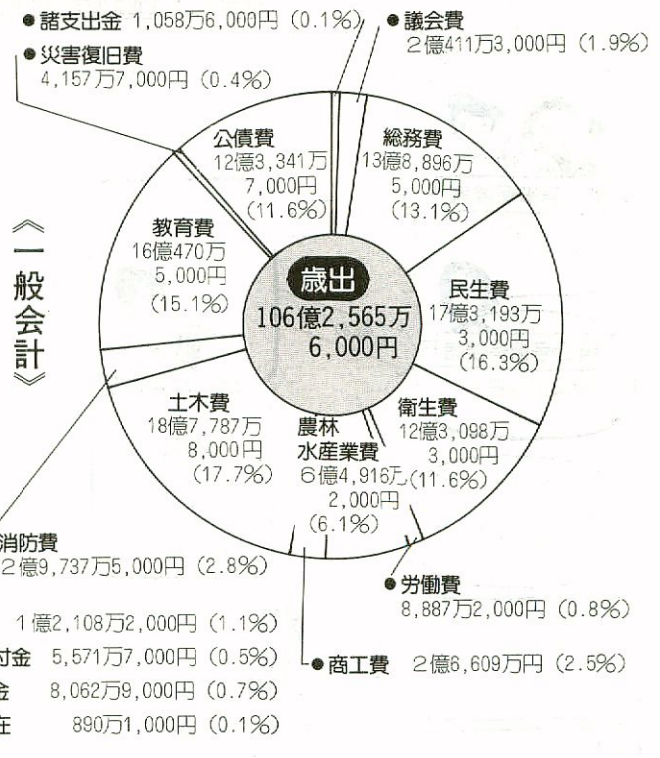 ●諸支出金 1,058万6,000円（0.1%）
●議会費
2億411万3,000円（1.9%）
●災害復旧費
4,157万7,000円（0.4%）
公債費
12億3,341万
7,000円
（11.6%）
総務費
13億8,896万
5,000円
（13.1%）
教育費
16億470万
5,000円
（15.1%）
歳出
106億2,565万
6,000円
民生費
17億3,193万
3,000円
（16.3%）
《一般会計》
土木費
18億7,787万
8,000円
（17.7%）
農林
水産業費
6億4,916万
2,000円
（6.1%）
衛生費
12億3,098万
3,000円
（11.6%）
消防費
2億9,737万5,000円（2.8%）
●労働費
8,887万2,000円（0.8%）
●商工費 2億6,609万円（2.5%）
1億2,108万2,000円（1.1%）
付金 5,571万7,000円（0.5%）
金 8,062万9,000円（0.7%）
在 890万1,000円（0.1%）